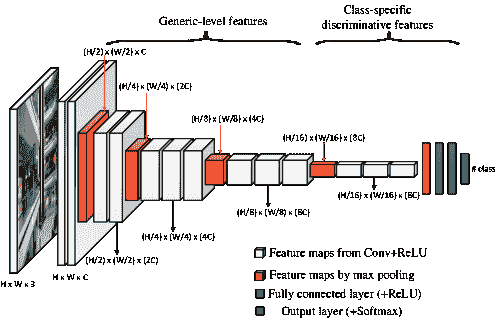 Generic-level features
Class-specific
discriminative features
(H/2) x (W/2) x C
(H/4) x (W/4) x (2C)
(H/8) x (W/8) x (4C)
(H/16) x (W/16) x (8C)
# class
(H/16) x (W/16) x (8C)
(H/8) x (W/8) x (8C)
(H/4) x (W/4) x (4C)
(H/2) x (W/2) x (2C)
H x W x 3
H x W x C
Feature maps from Conv+ReLU
Feature maps by max pooling
Fully connected layer (+ReLU)
Output layer (+Softmax)